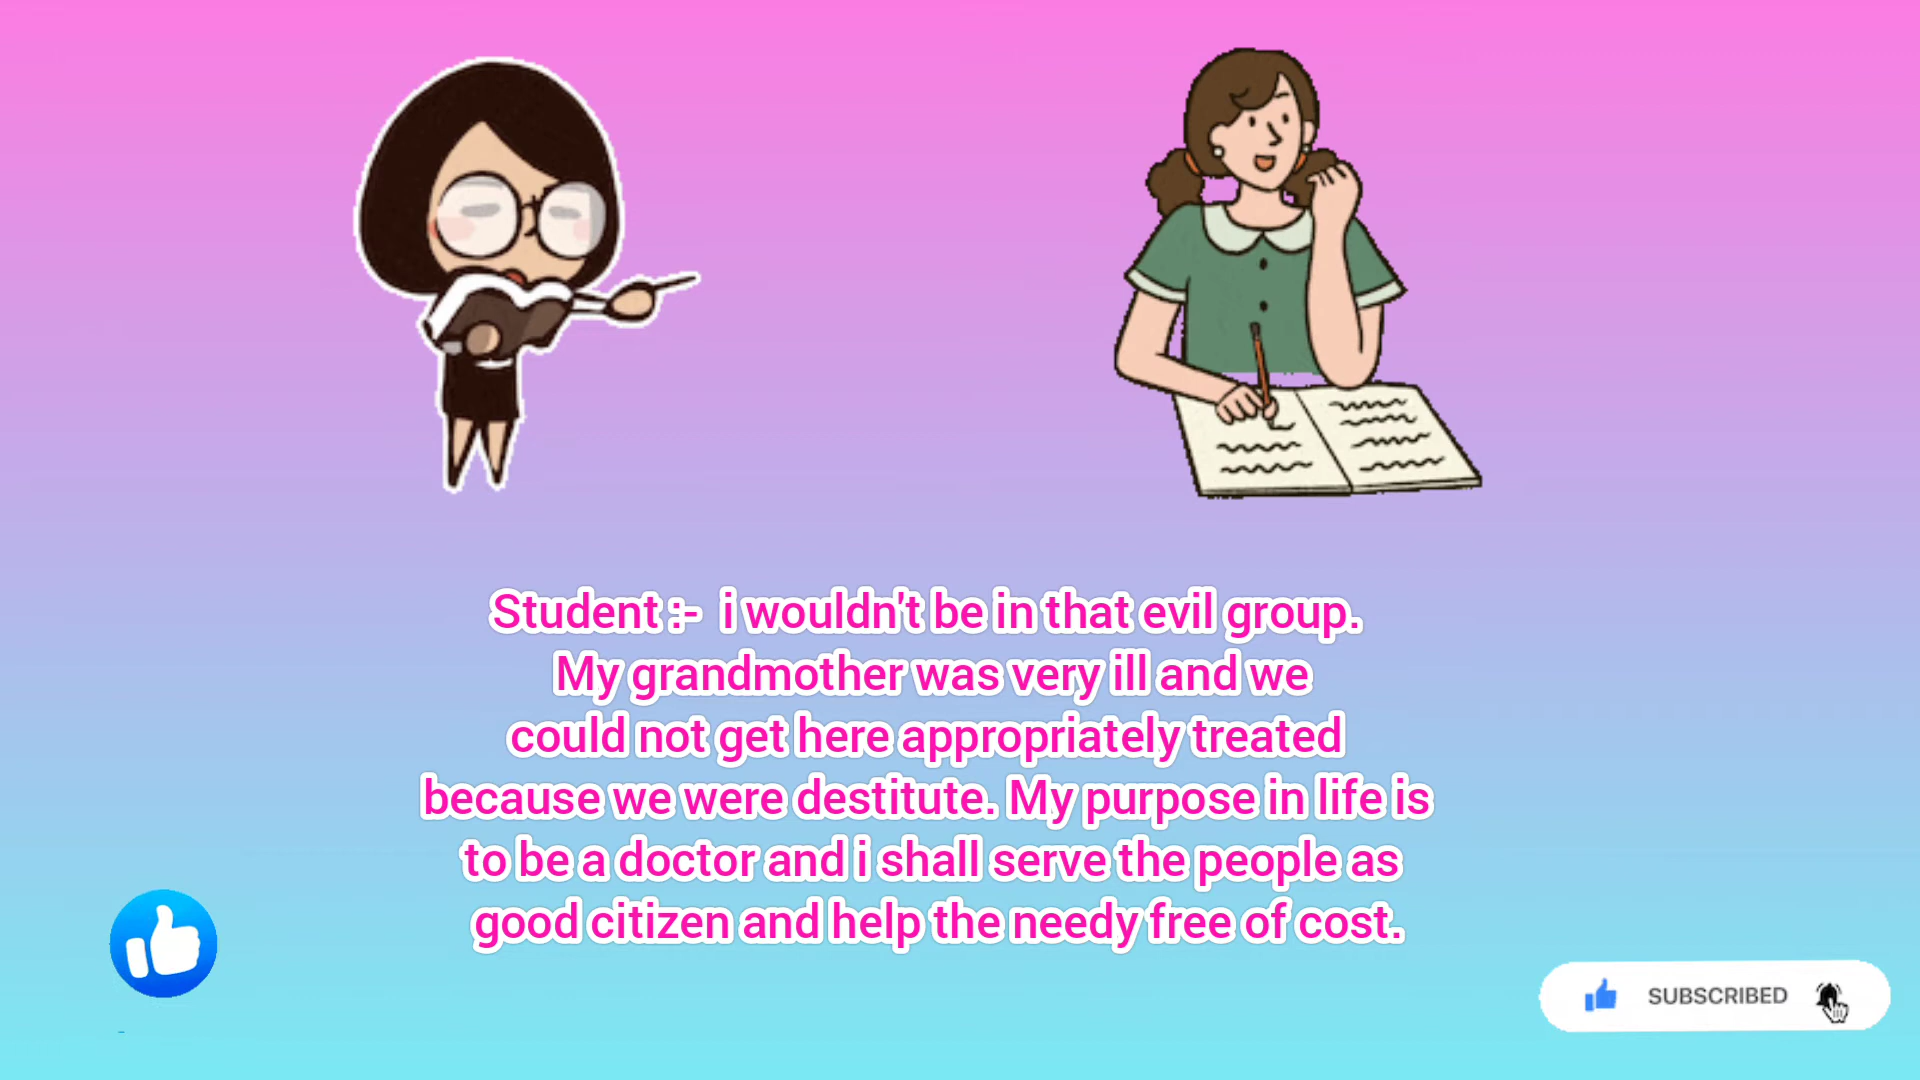 Student :-  i wouldn't be in that evil group.
My grandmother was very ill and we
could not get here appropriately treated
because we were destitute. My purpose in life is
to be a doctor and i shall serve the people as
good citizen and help the needy free of cost.
SUBSCRIBED